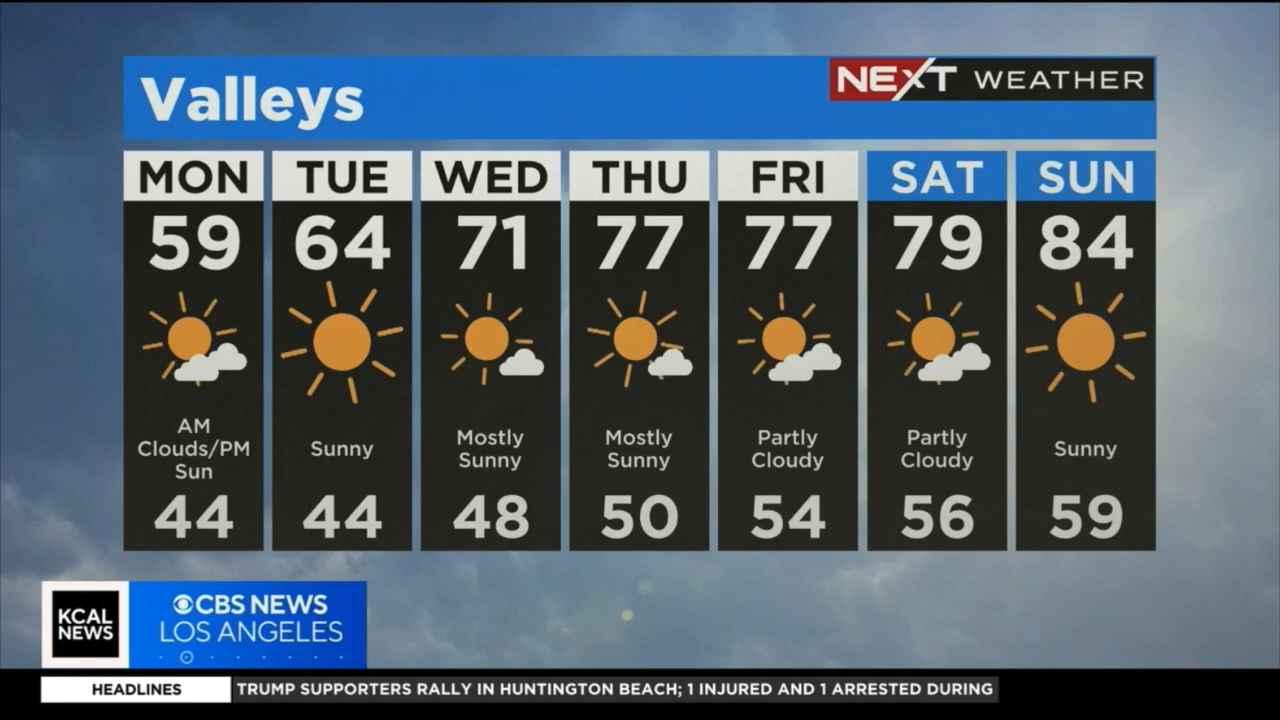 Valleys
NEXT WEATHER
MON TUE WED THU FRI SAT SUN
59 64 71 77 77 79 84
AM
Clouds/PM
Sun
Sunny
Mostly
Sunny
Mostly
Sunny
Partly
Cloudy
Partly
Cloudy
Sunny
44 44 48 50 54 56 59
KCAL
NEWS
CBS NEWS
LOS ANGELES
HEADLINES
TRUMP SUPPORTERS RALLY IN HUNTINGTON BEACH; 1 INJURED AND 1 ARRESTED DURING